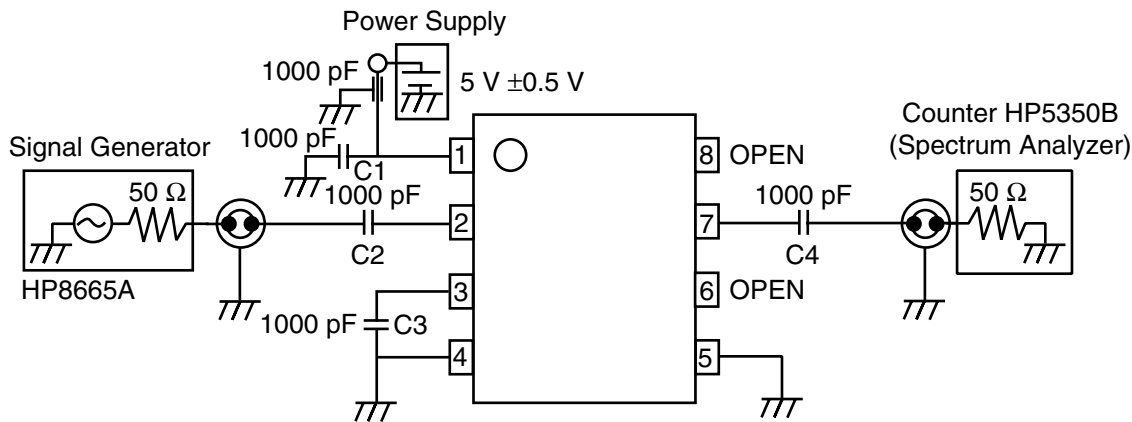 Power Supply
1000 pF
5 V ±0.5 V
1000 pF
C1
Signal Generator
50 Ω
HP8665A
1000 pF
C2
1000 pF
C3
1
2
3
4
8
7
6
5
OPEN
OPEN
1000 pF
C4
Counter HP5350B
(Spectrum Analyzer)
50 Ω